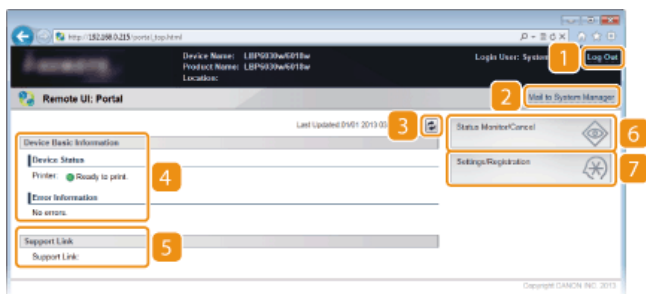 http://192.168.0.215/portal_top.html
Device Name: LBP6030w/6018w
Product Name: LBP6030w/6018w
Location:
Login User: System
1
Log Out
Remote UI: Portal
2
Mail to System Manager
Last Updated 01/01 2013 03
3
Device Basic Information
Device Status
Printer: Ready to print.
Error Information
No errors.
4
Support Link
Support Link:
5
Status Monitor/Cancel
6
Settings/Registration
7
Copyright CANON INC. 2013